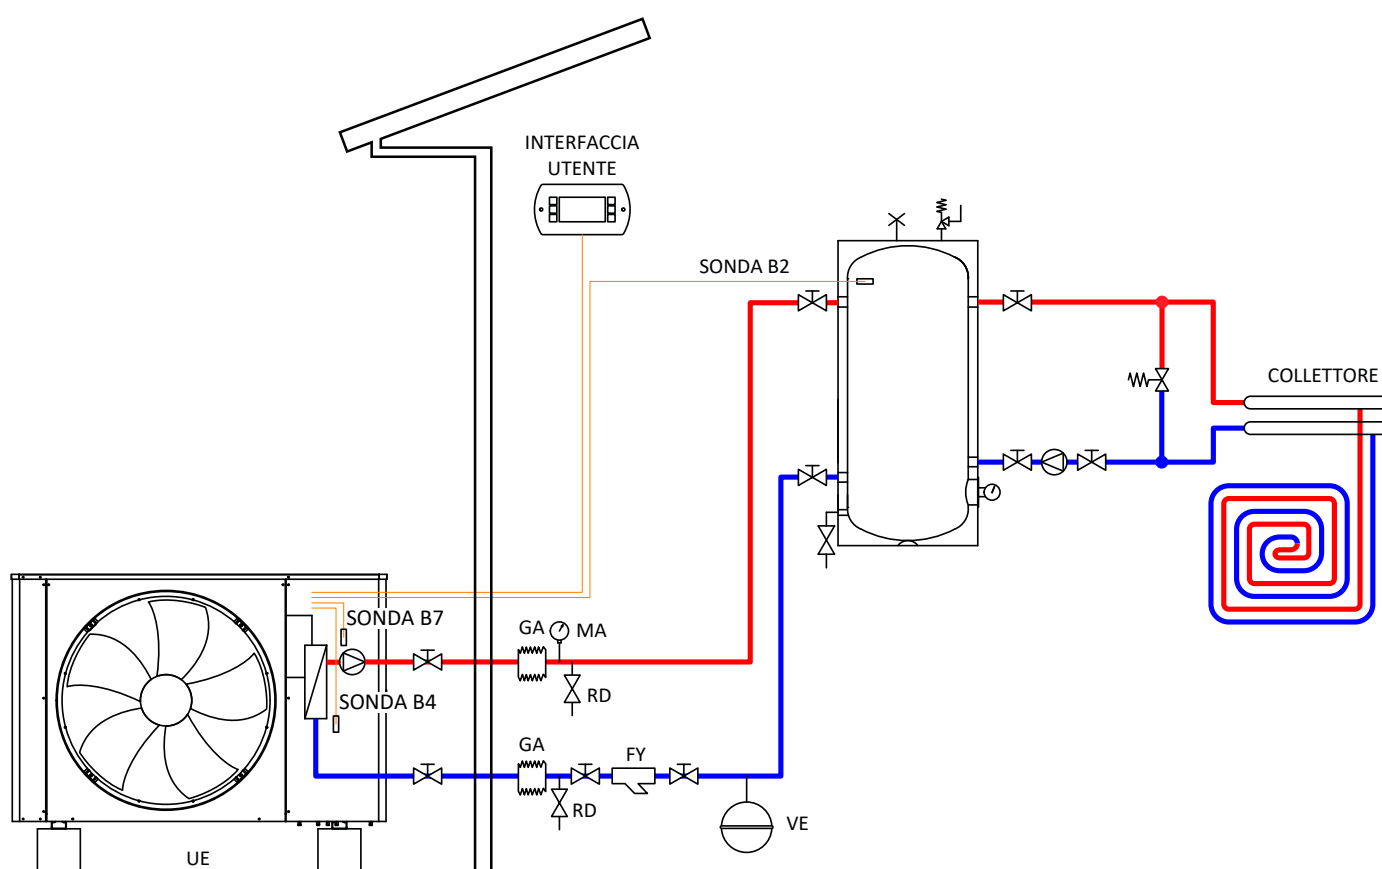 INTERFACCIA
UTENTE
SONDA B2
COLLETTORE
SONDA B7
GA
MA
RD
SONDA B4
GA
FY
RD
VE
UE